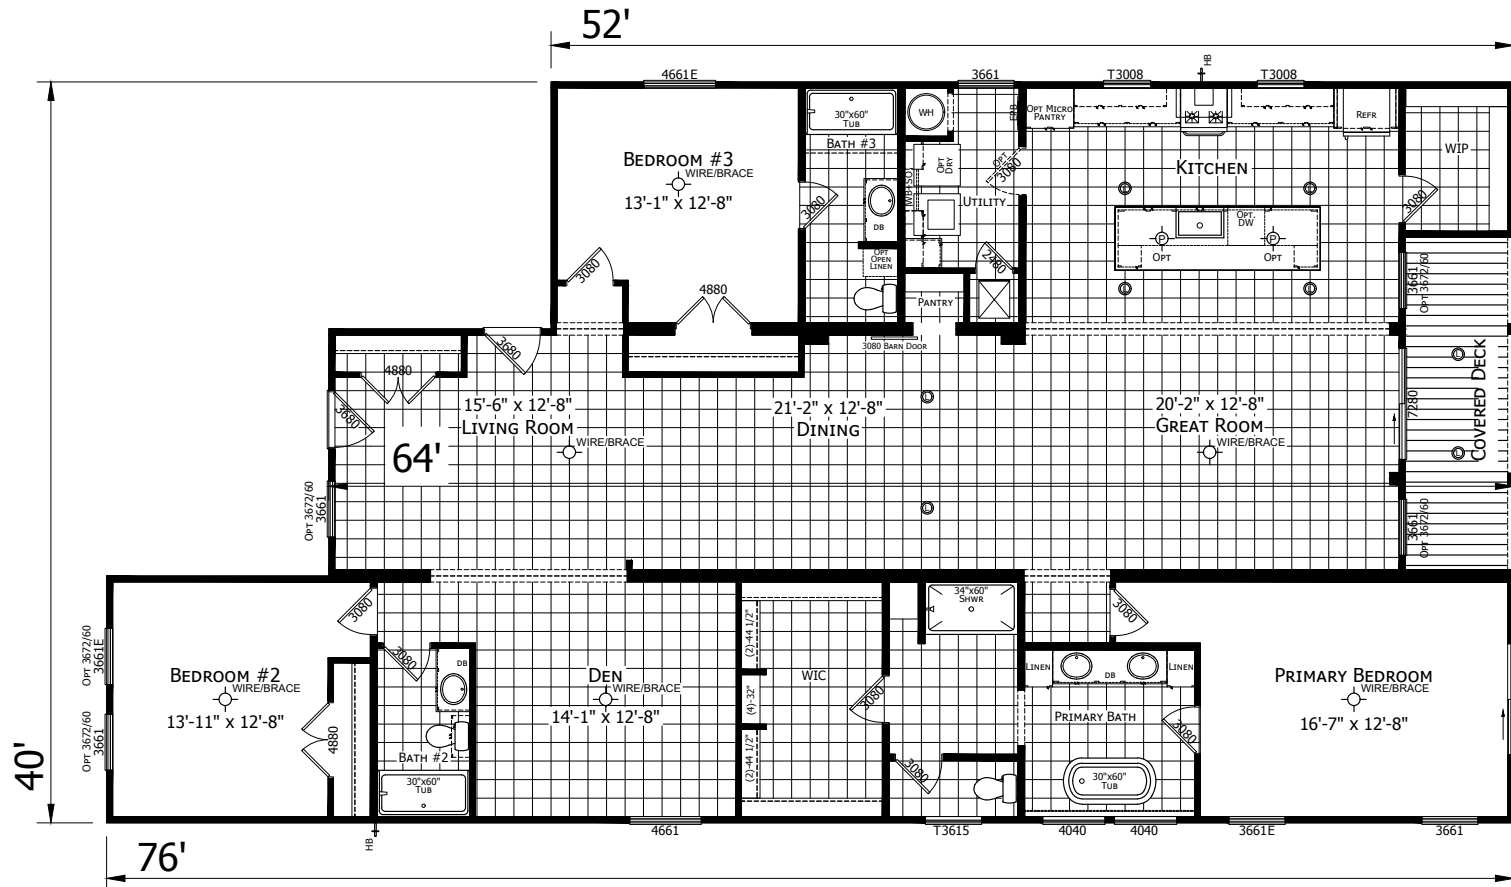 52'
HB
4661E
3661
T3008
T3008
30"x60"
TUB
WH
ERB
OPT MICRO
PANTRY
REFR
BATH #3
BEDROOM #3
WIRE/BRACE
13'-1" x 12'-8"
OPT
DRY
OPT
3080
KITCHEN
WIP
3080
3080
DB
UTILITY
OPT.
DW
P
P
OPT
OPT
OPT
OPEN
LINEN
2480
3080
4880
PANTRY
L
L
L
L
3661
OPT 3672/60
3680
3080 BARN DOOR
4880
3680
15'-6" x 12'-8"
LIVING ROOM
WIRE/BRACE
21'-2" x 12'-8"
DINING
20'-2" x 12'-8"
GREAT ROOM
WIRE/BRACE
L
L
L
L
7280
COVERED DECK
64'
OPT 3672/60
3661
3661
OPT 3672/60
3080
34"x60"
SHWR
3080
OPT 3672/60
3661E
BEDROOM #2
WIRE/BRACE
13'-11" x 12'-8"
OPT 3672/60
3661
4880
3080
DB
BATH #2
30"x60"
TUB
DEN
WIRE/BRACE
14'-1" x 12'-8"
(2)-44 1/2"
(4)-32"
(2)-44 1/2"
WIC
3080
3080
LINEN
DB
LINEN
PRIMARY BATH
3080
30"x60"
TUB
PRIMARY BEDROOM
WIRE/BRACE
16'-7" x 12'-8"
40'
HB
4661
T3615
4040
4040
3661E
3661
76'